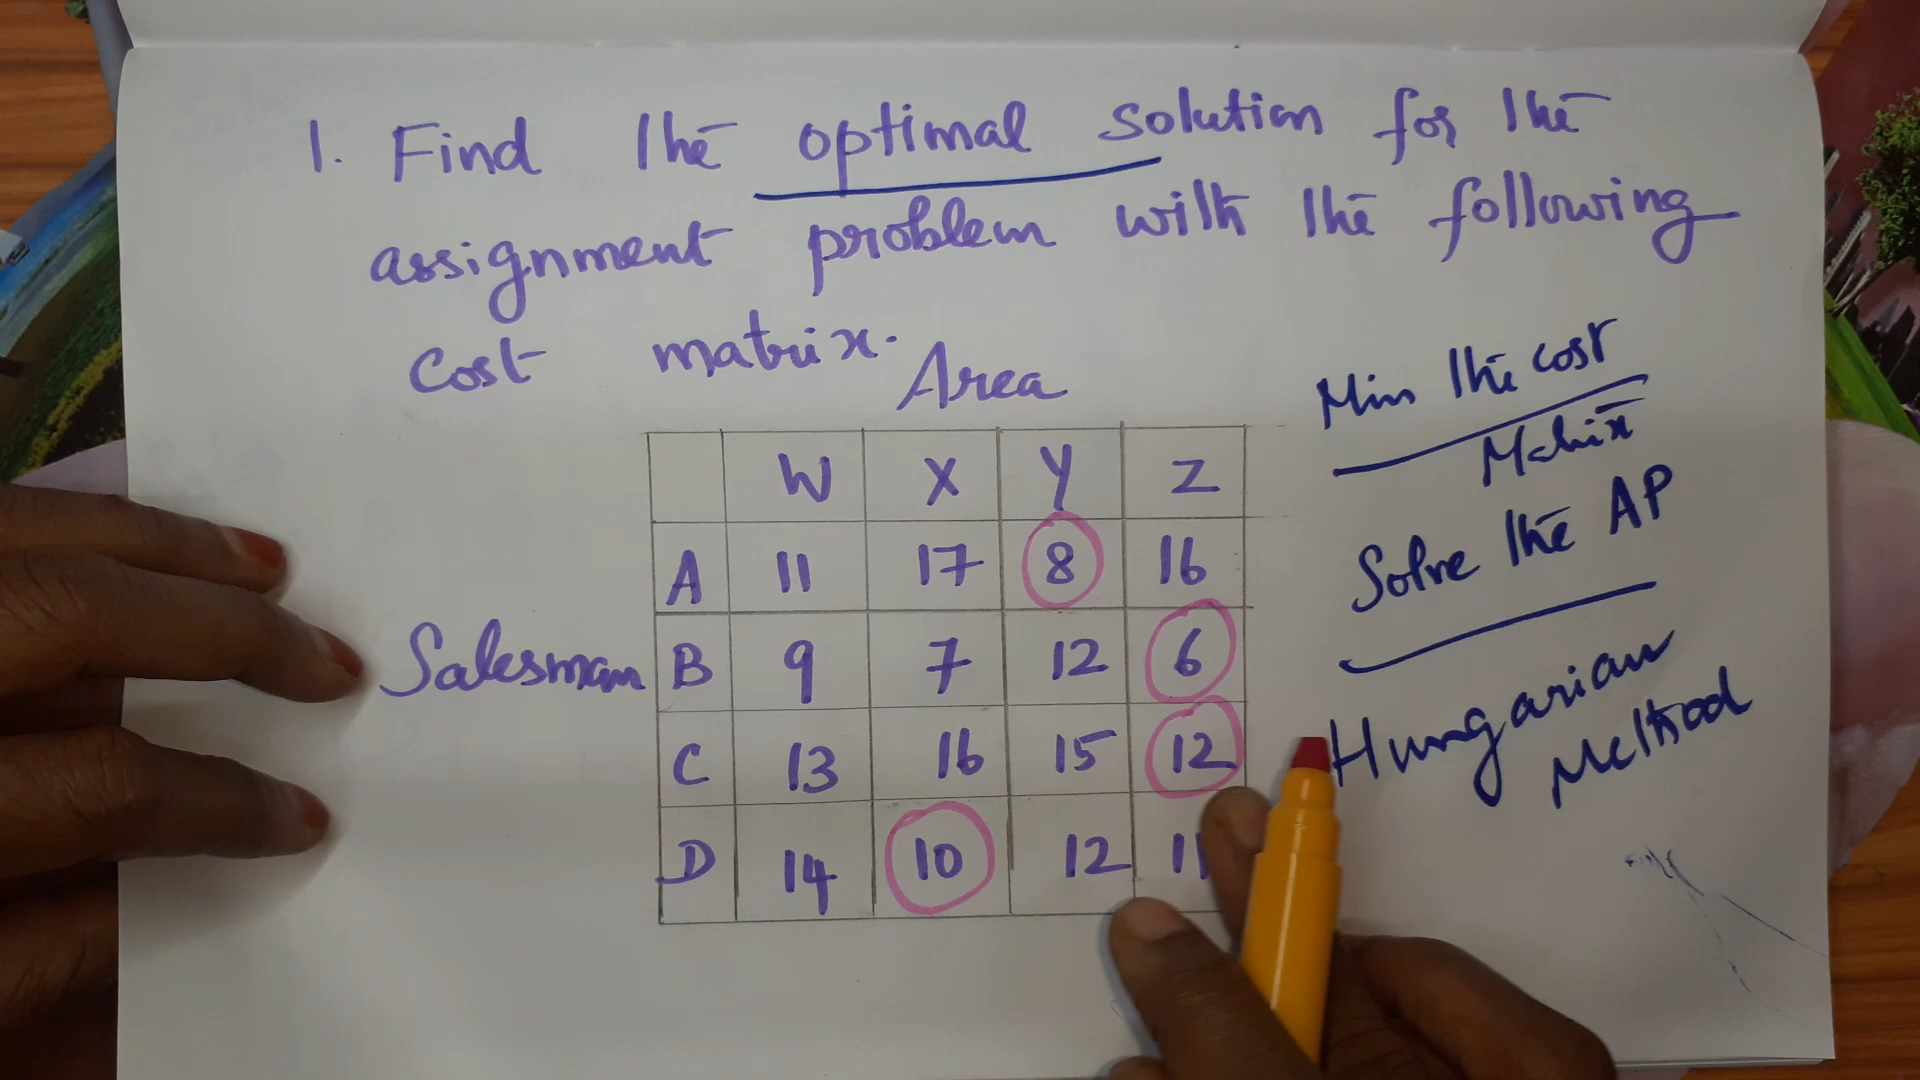 1. Find the optimal solution for the
assignment problem with the following
Cost matrix.
Area
W X Y Z
A 11 17 8 16
Salesman B 9 7 12 6
C 13 16 15 12
D 14 10 12 11
Min the cost
Matrix
Solve the AP
Hungarian
Method